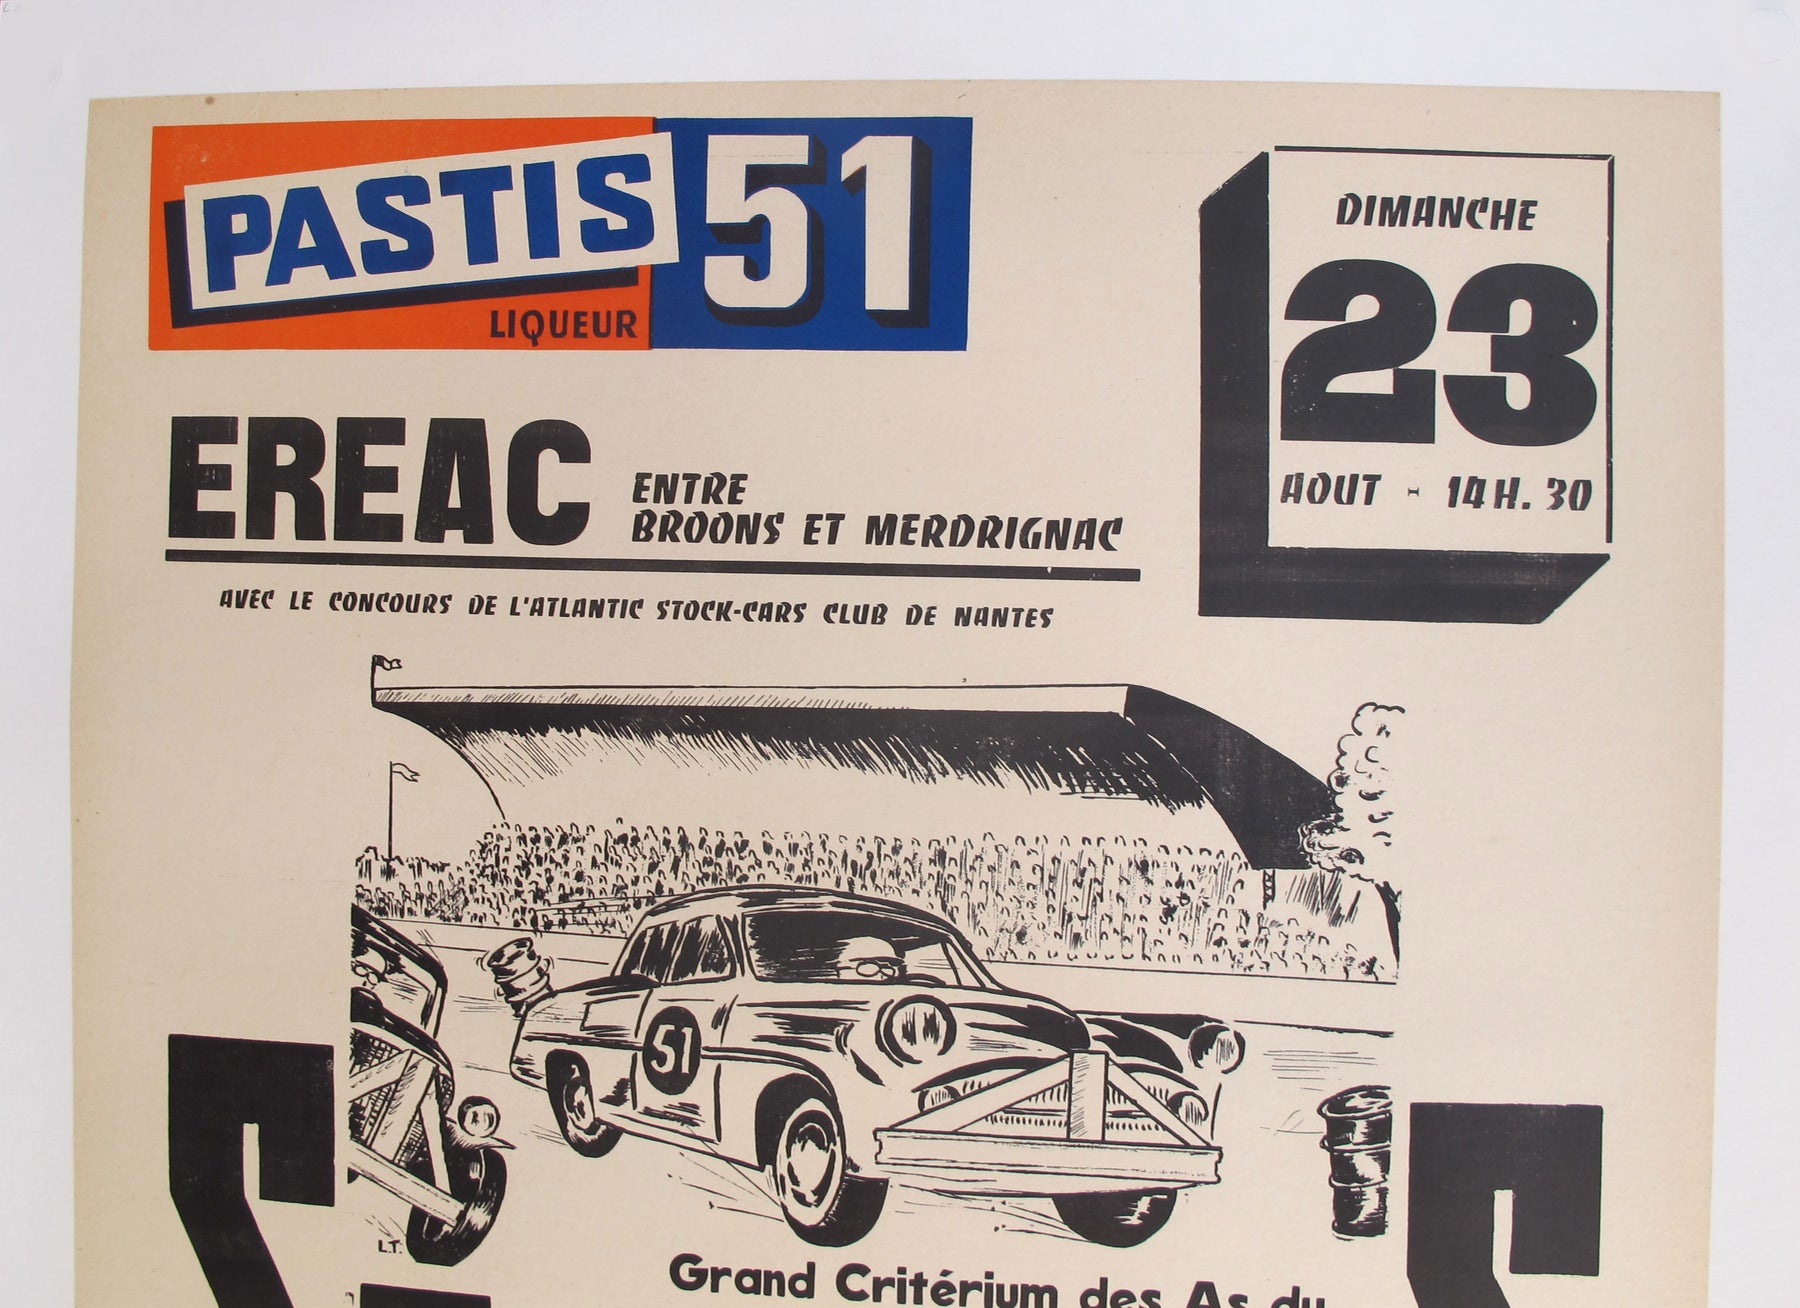 PASTIS 51
LIQUEUR
DIMANCHE
23
AOUT - 14H.30
EREAC
ENTRE
BROONS ET MERDRIGNAC
AVEC LE CONCOURS DE L'ATLANTIC STOCK-CARS CLUB DE NANTES
51
L.T.
Grand Critérium des As du